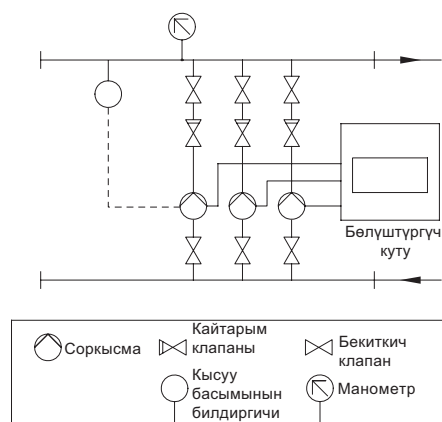 Бөлүштүргүч
куту
Соркысма
Кайтарым
клапаны
Бекиткич
клапан
Кысуу
басымынын
билдиргичи
Манометр